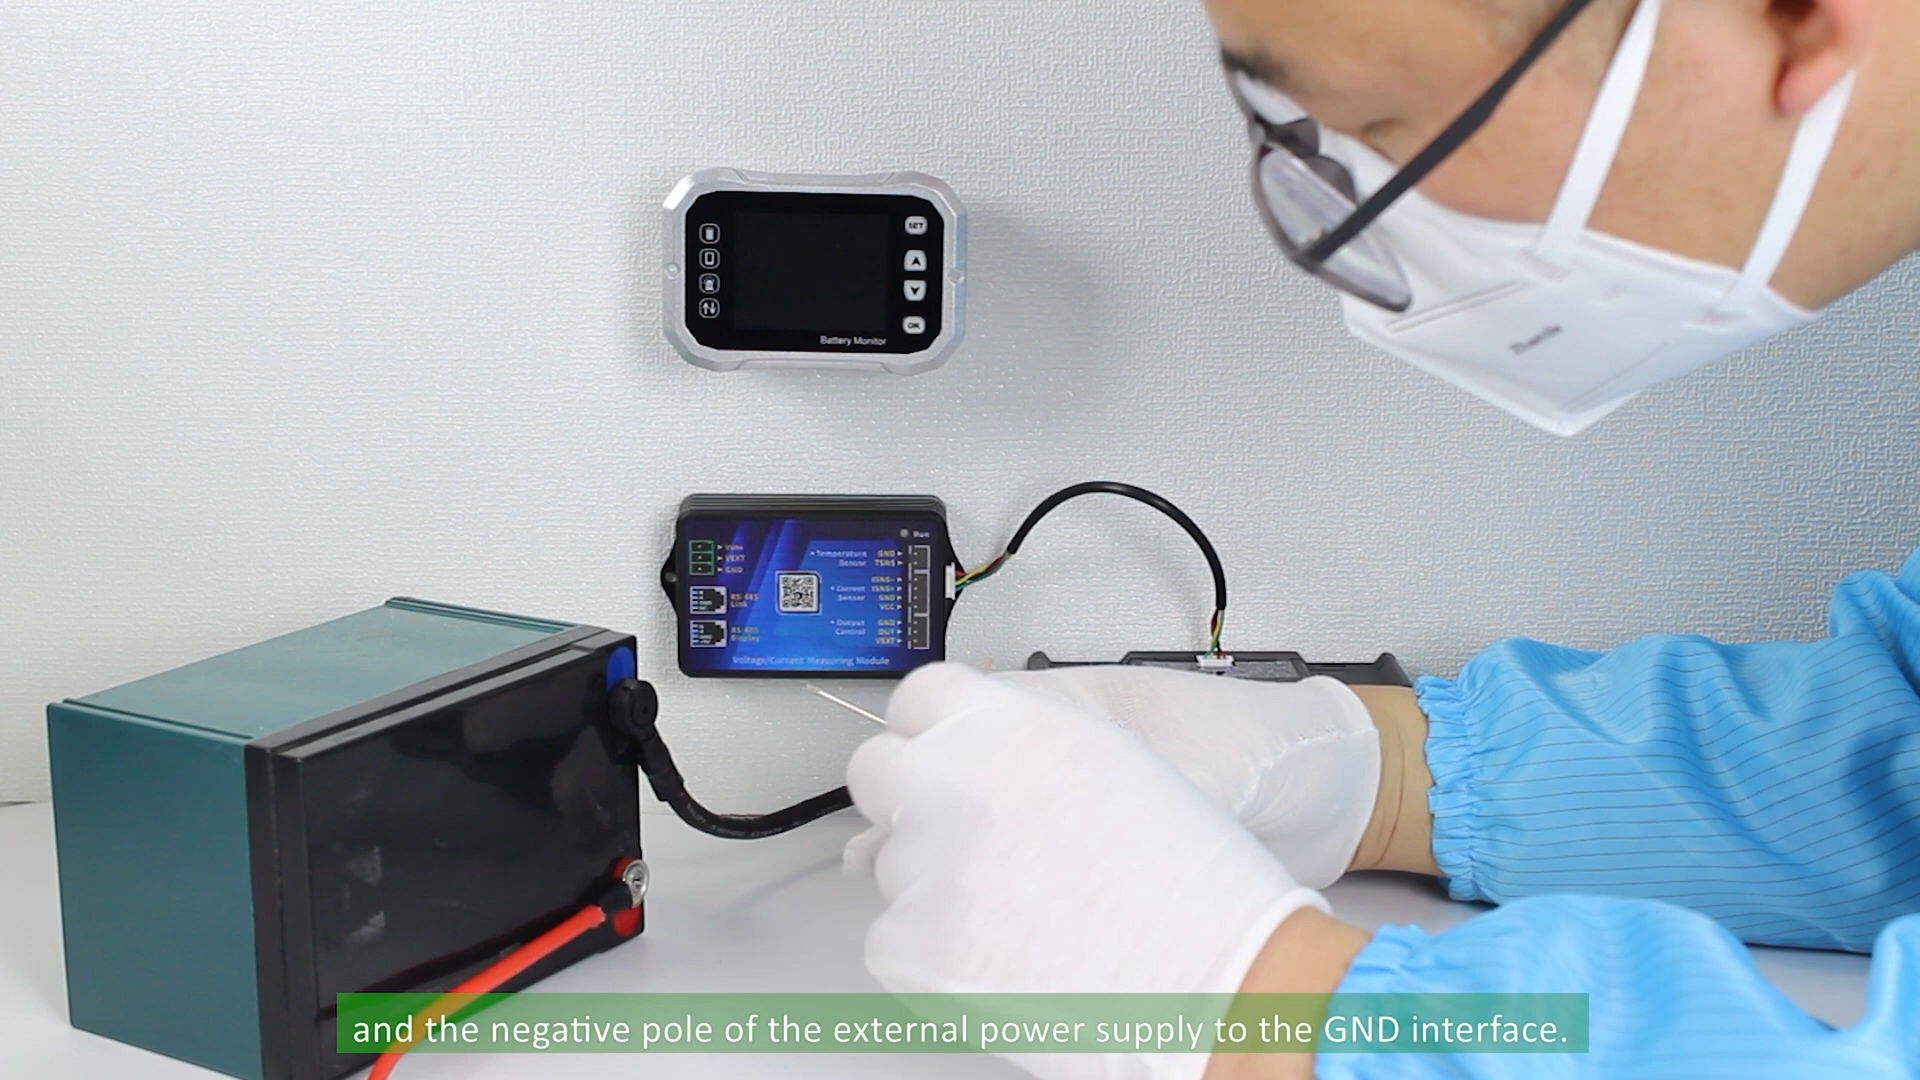 SET
OK
Battery Monitor
Run
VEXT
GND
RS-485
Link
RS-485
Display
Temperature
Sensor
GND
TSNS
Current
Sensor
ISNS-
ISNS+
GND
VCC
Output
Control
GND
OUT
VEXT
Voltage/Current Measuring Module
and the negative pole of the external power supply to the GND interface.